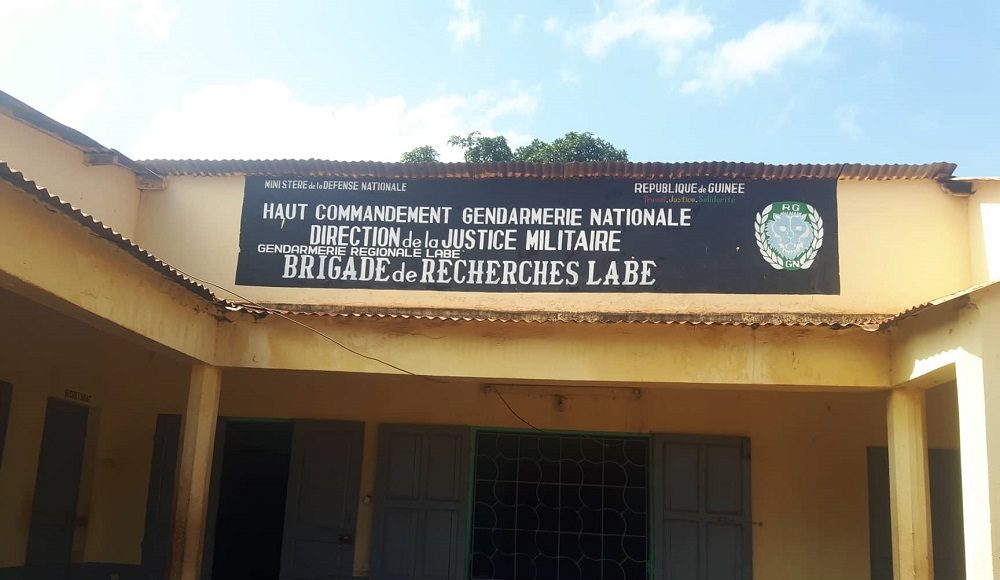 MINISTERE de la DEFENSE NATIONALE
REPUBLIQUE de GUINEE
Travail.Justice.Solidarité
HAUT COMMANDEMENT GENDARMERIE NATIONALE
DIRECTION de la JUSTICE MILITAIRE
GENDARMERIE REGIONALE LABE
BRIGADE de RECHERCHES LABE
RG
GN
SECRETARIAT